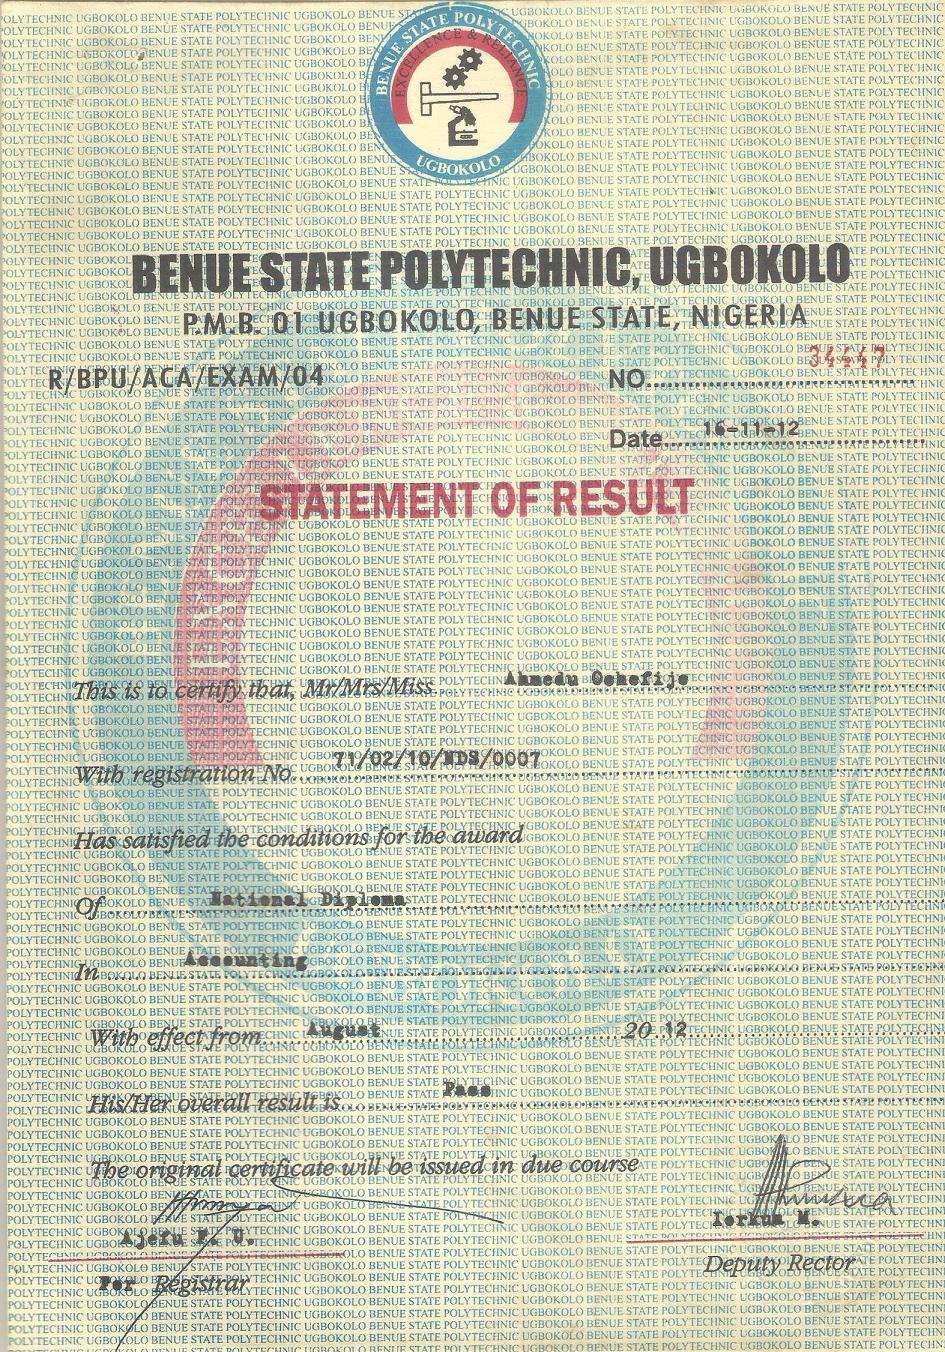 BENUE STATE POLYTECHNIC
EXCELLENCE & RELIANCE
UGBOKOLO
BENUE STATE POLYTECHNIC, UGBOKOLO
P.M.B. 01 UGBOKOLO, BENUE STATE, NIGERIA
R/BPU/ACA/EXAM/04
NO. 34447
Date 16-11-12
STATEMENT OF RESULT
This is to certify that, Mr/Mrs/Miss Ahmedu Ochefije
With registration No. 71/02/10/NDS/0007
Has satisfied the conditions for the award
Of National Diploma
In Accounting
With effect from August 20 12
His/Her overall result is Pass
The original certificate will be issued in due course
Ajefu F. U.
For Registrar
Iorkua M.
Deputy Rector